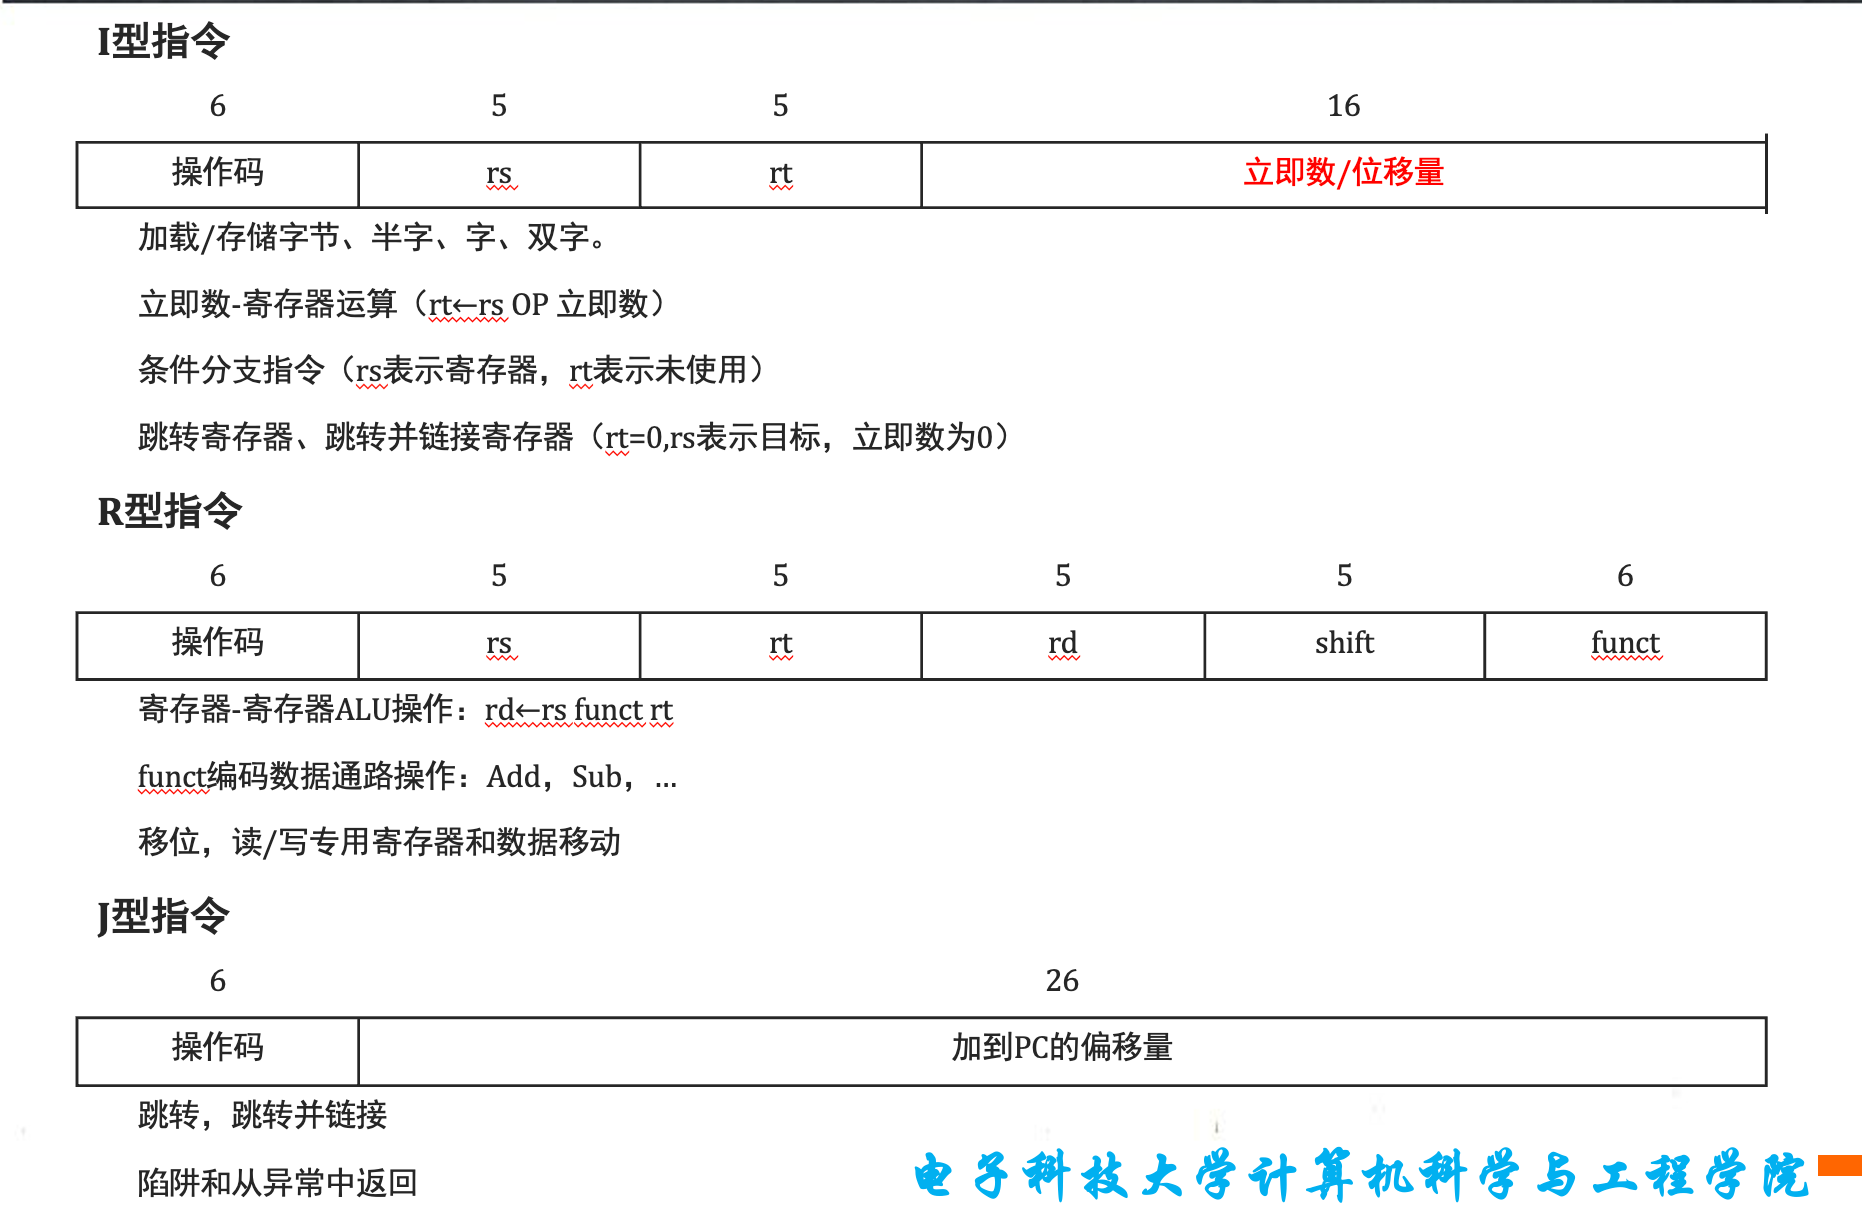 I型指令
6 5 5 16
操作码 rs rt 立即数/位移量
加载/存储字节、半字、字、双字。
立即数-寄存器运算（rt←rs OP 立即数）
条件分支指令（rs表示寄存器，rt表示未使用）
跳转寄存器、跳转并链接寄存器（rt=0,rs表示目标，立即数为0）
R型指令
6 5 5 5 5 6
操作码 rs rt rd shift funct
寄存器-寄存器ALU操作：rd←rs funct rt
funct编码数据通路操作：Add，Sub，…
移位，读/写专用寄存器和数据移动
J型指令
6 26
操作码 加到PC的偏移量
跳转，跳转并链接
陷阱和从异常中返回
电子科技大学计算机科学与工程学院